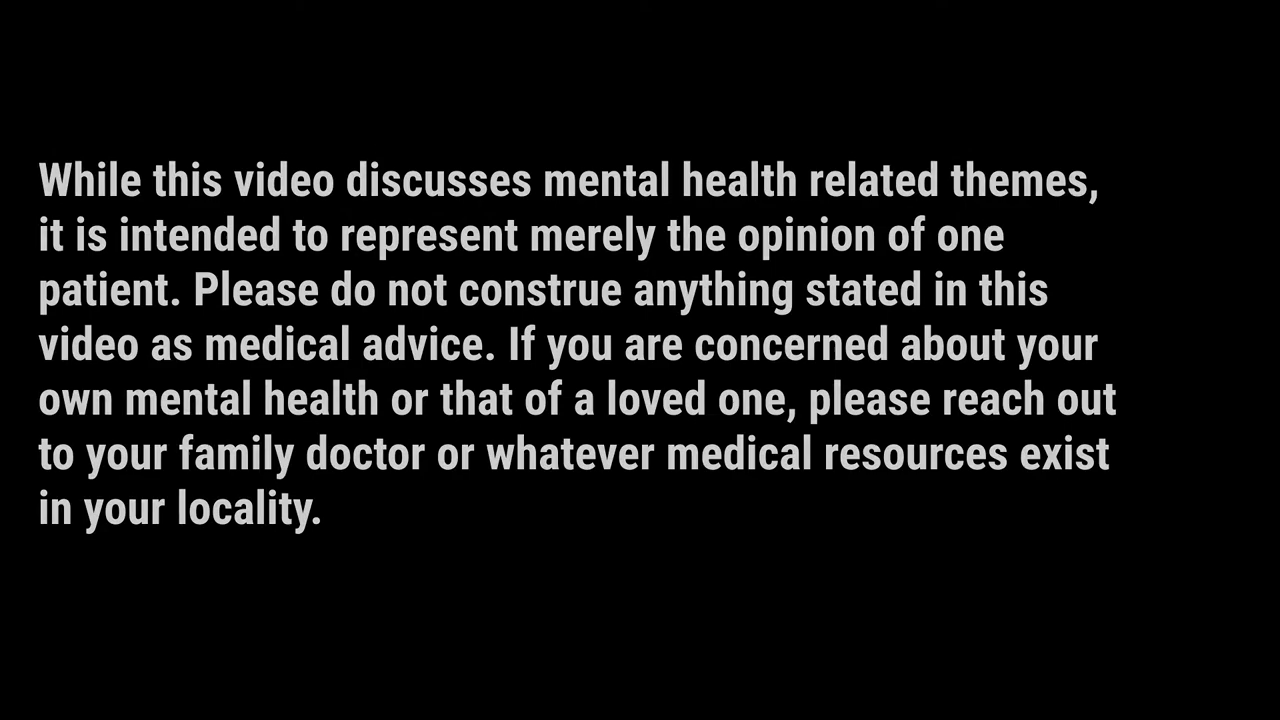 While this video discusses mental health related themes,
it is intended to represent merely the opinion of one
patient. Please do not construe anything stated in this
video as medical advice. If you are concerned about your
own mental health or that of a loved one, please reach out
to your family doctor or whatever medical resources exist
in your locality.